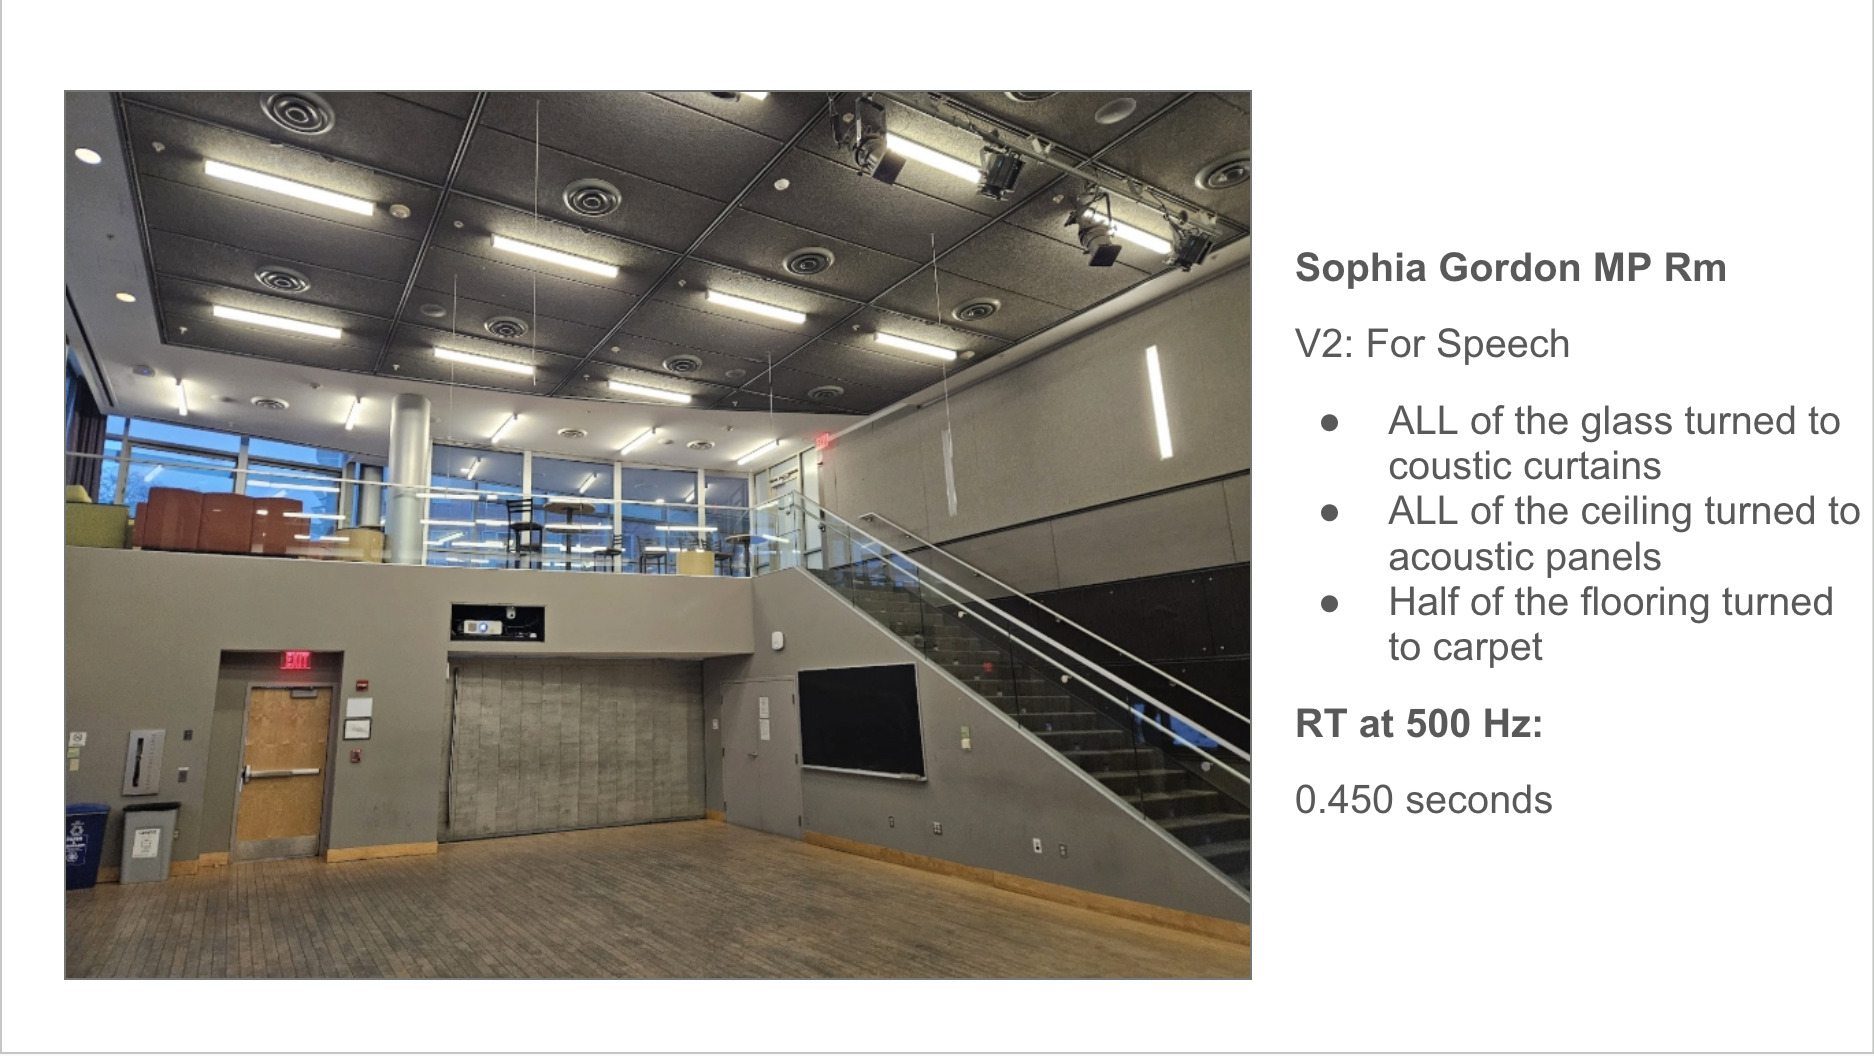 EXIT
Sophia Gordon MP Rm
V2: For Speech
● ALL of the glass turned to
coustic curtains
● ALL of the ceiling turned to
acoustic panels
● Half of the flooring turned
to carpet
RT at 500 Hz:
0.450 seconds